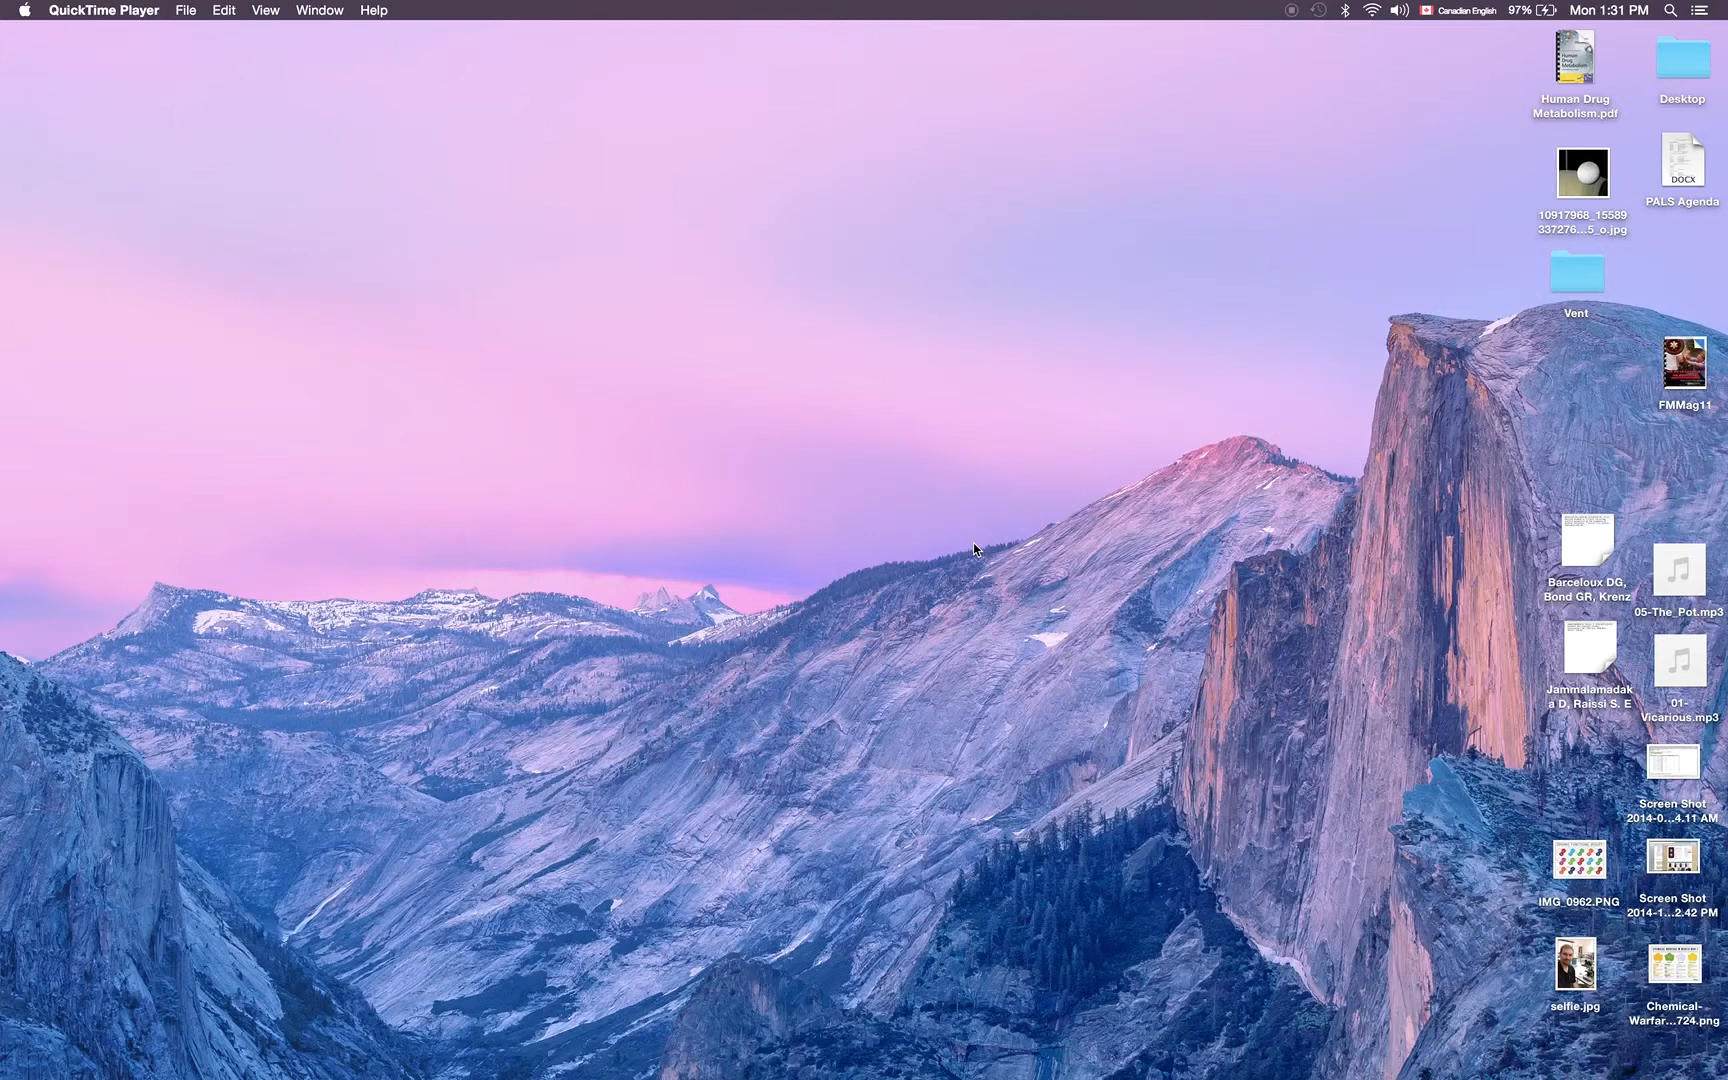 QuickTime Player File Edit View Window Help Canadian English 97% Mon 1:31 PM
Human Drug
Metabolism.pdf
Desktop
10917968_15589
337276...5_o.jpg
DOCX
PALS Agenda
Vent
FMMag11
Barceloux DG,
Bond GR, Krenz
05-The_Pot.mp3
Jammalamadak
a D, Raissi S. E
01-
Vicarious.mp3
Screen Shot
2014-0...4.11 AM
IMG_0962.PNG
Screen Shot
2014-1...2.42 PM
selfie.jpg
Chemical-
Warfar...724.png